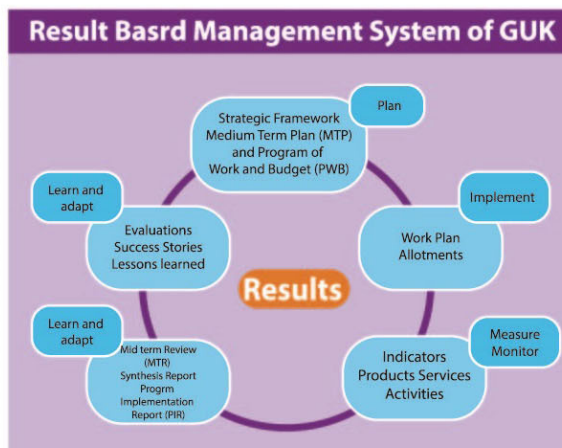 Result Basrd Management System of GUK
Plan
Strategic Framework
Medium Term Plan (MTP)
and Program of
Work and Budget (PWB)
Implement
Work Plan
Allotments
Measure
Monitor
Indicators
Products Services
Activities
Learn and
adapt
Mid term Review
(MTR)
Synthesis Report
Progrm
Implementation
Report (PIR)
Learn and
adapt
Evaluations
Success Stories
Lessons learned
Results